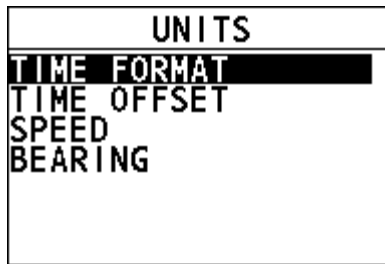 UNITS
TIME FORMAT
TIME OFFSET
SPEED
BEARING